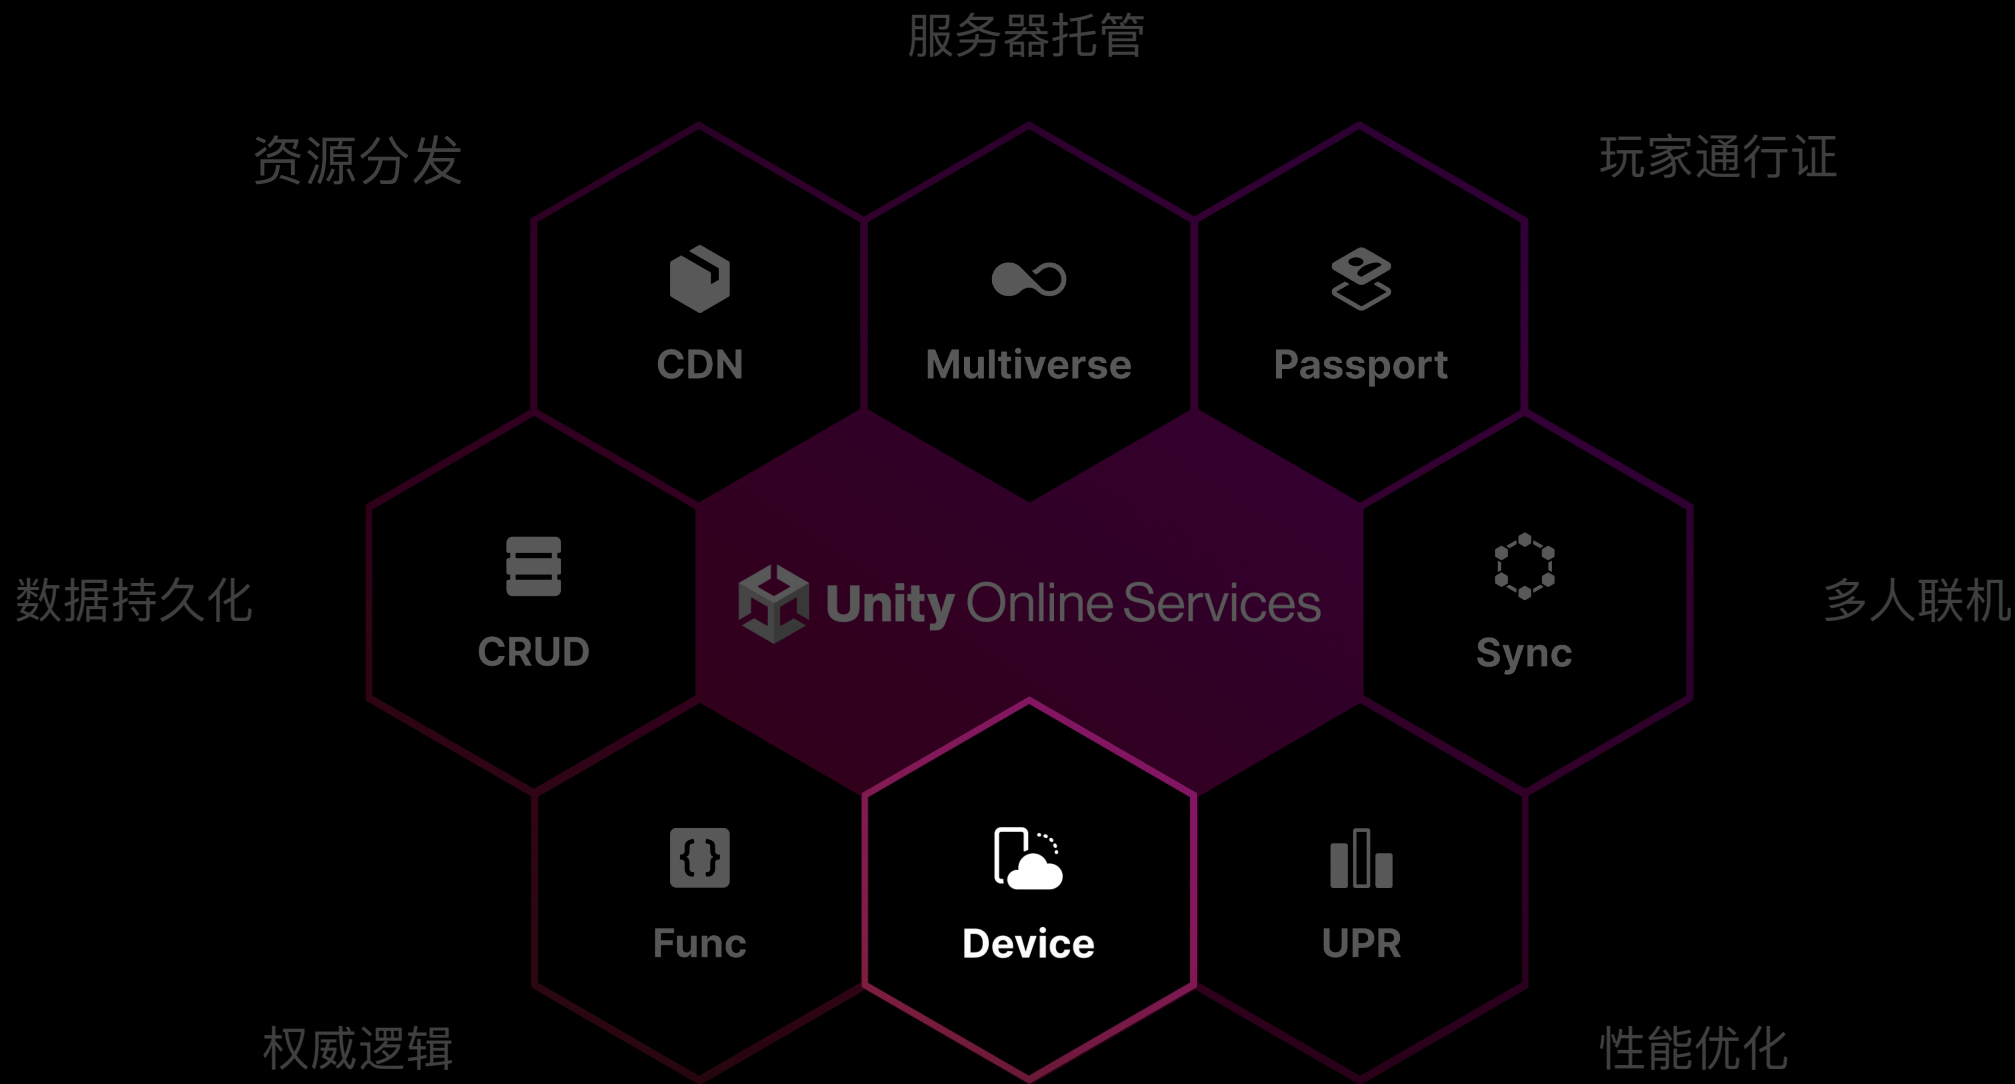 服务器托管
资源分发
玩家通行证
CDN
Multiverse
Passport
数据持久化
CRUD
Unity Online Services
Sync
多人联机
Func
Device
UPR
权威逻辑
性能优化